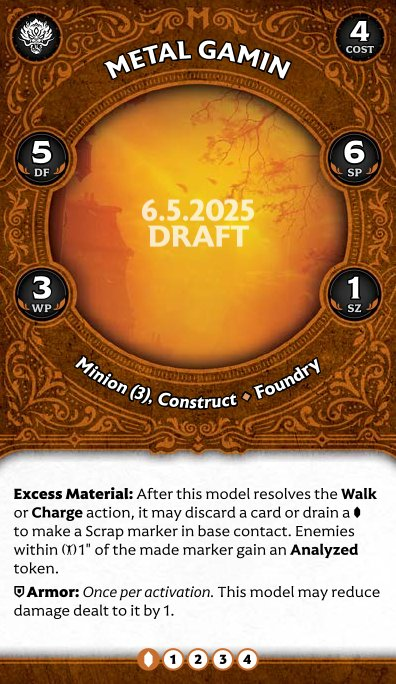 4
COST
METAL GAMIN
5
DF
6
SP
6.5.2025
DRAFT
3
WP
1
SZ
Minion (3), Construct ◆ Foundry
Excess Material: After this model resolves the Walk
or Charge action, it may discard a card or drain a
to make a Scrap marker in base contact. Enemies
within 1" of the made marker gain an Analyzed
token.
Armor: Once per activation. This model may reduce
damage dealt to it by 1.
1 2 3 4